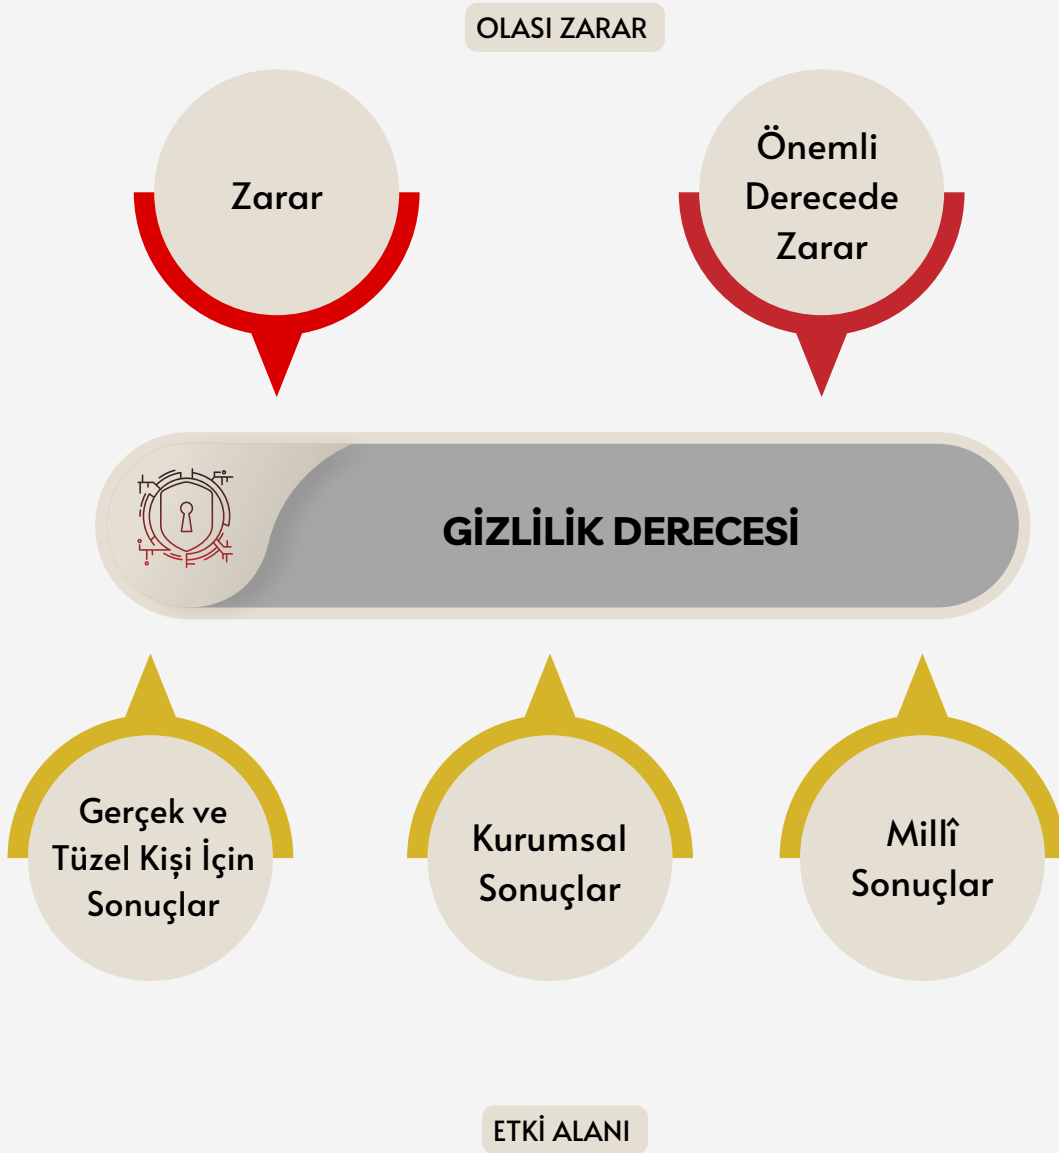 OLASI ZARAR
Zarar
Önemli
Derecede
Zarar
GİZLİLİK DERECESİ
Gerçek ve
Tüzel Kişi İçin
Sonuçlar
Kurumsal
Sonuçlar
Millî
Sonuçlar
ETKİ ALANI